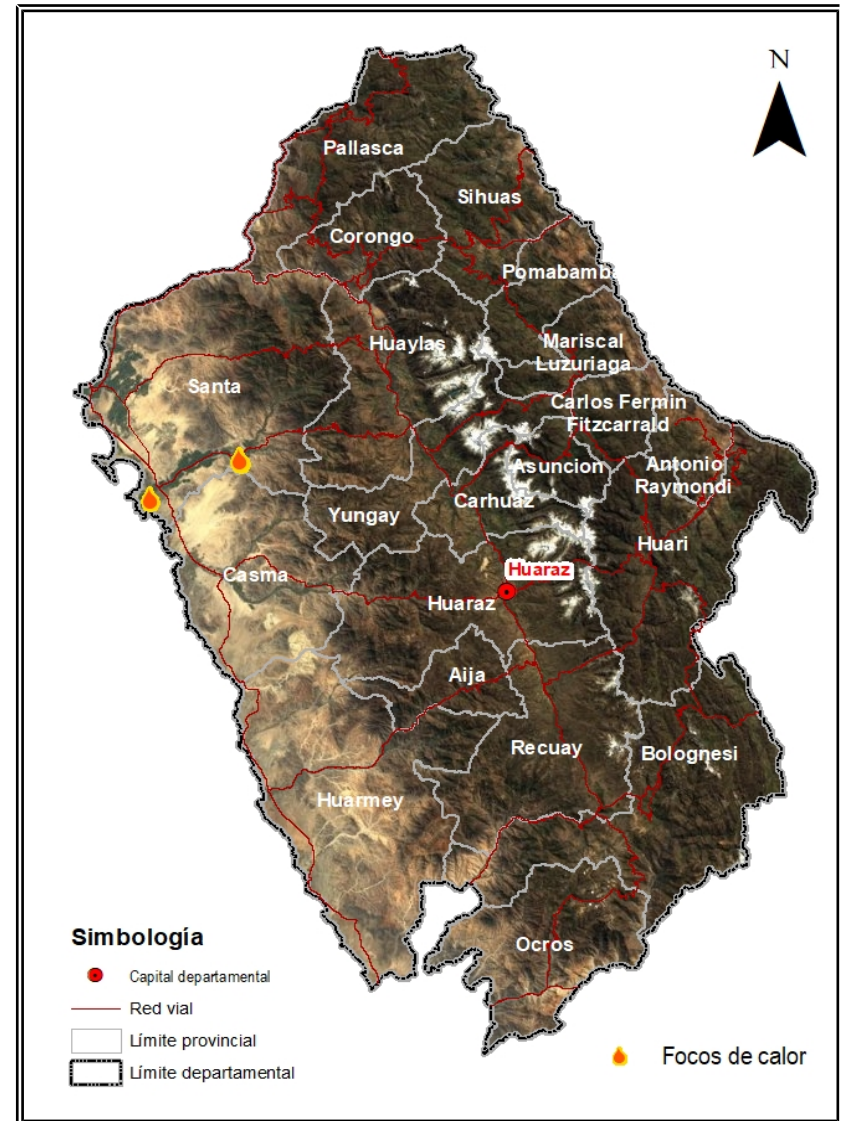 N
Pallasca
Sihuas
Corongo
Pomabamba
Huaylas
Mariscal
Luzuriaga
Santa
Carlos Fermin
Fitzcarrald
Asuncion
Antonio
Raymondi
Carhuaz
Yungay
Huari
Casma
Huaraz
Huaraz
Aija
Recuay
Bolognesi
Huarmey
Ocros
Simbología
Capital departamental
Red vial
Límite provincial
Límite departamental
Focos de calor